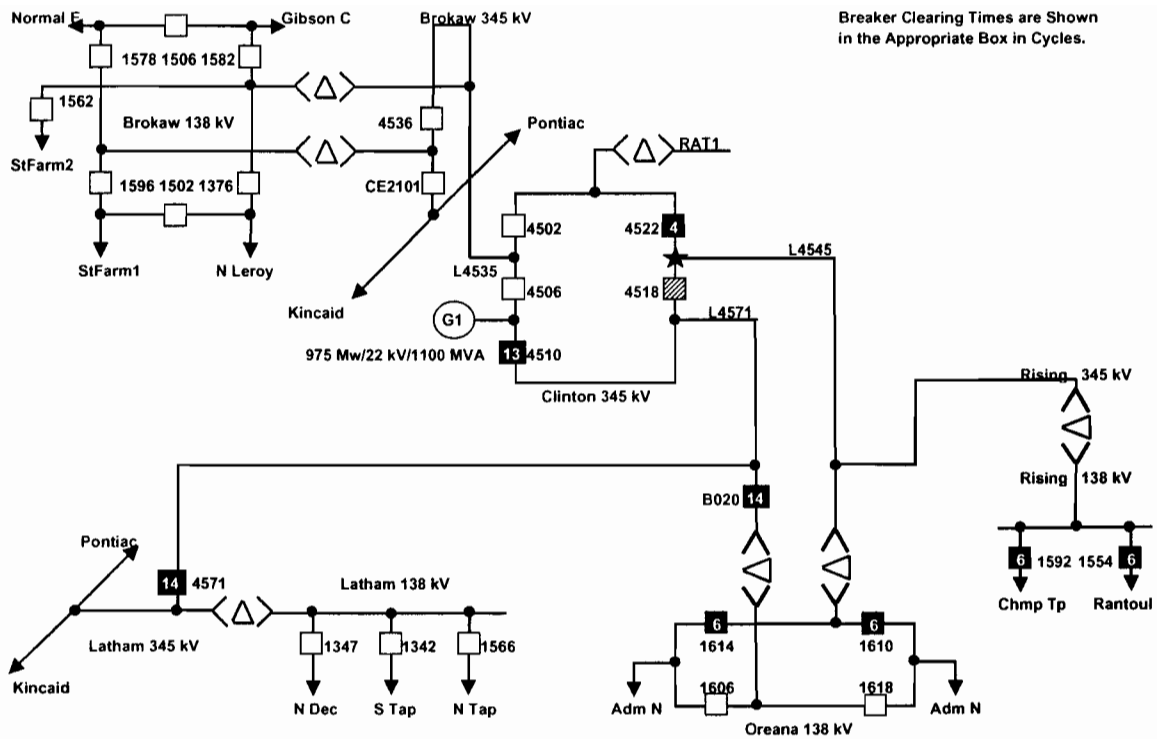 Normal E
Gibson C
Brokaw 345 kV
Breaker Clearing Times are Shown
in the Appropriate Box in Cycles.
1578 1506 1582
1562
Brokaw 138 kV
4536
Pontiac
StFarm2
RAT1
1596 1502 1376
CE2101
4502
4522 4
StFarm1
N Leroy
L4535
L4545
4506
4518
Kincaid
G1
L4571
975 Mw/22 kV/1100 MVA
13 4510
Clinton 345 kV
Rising 345 kV
Rising 138 kV
B020 14
Pontiac
14 4571
Latham 138 kV
6 1592 1554 6
Chmp Tp
Rantoul
Latham 345 kV
1347
1342
1566
6
1614
6
1610
Kincaid
N Dec
S Tap
N Tap
Adm N
1606
1618
Adm N
Oreana 138 kV